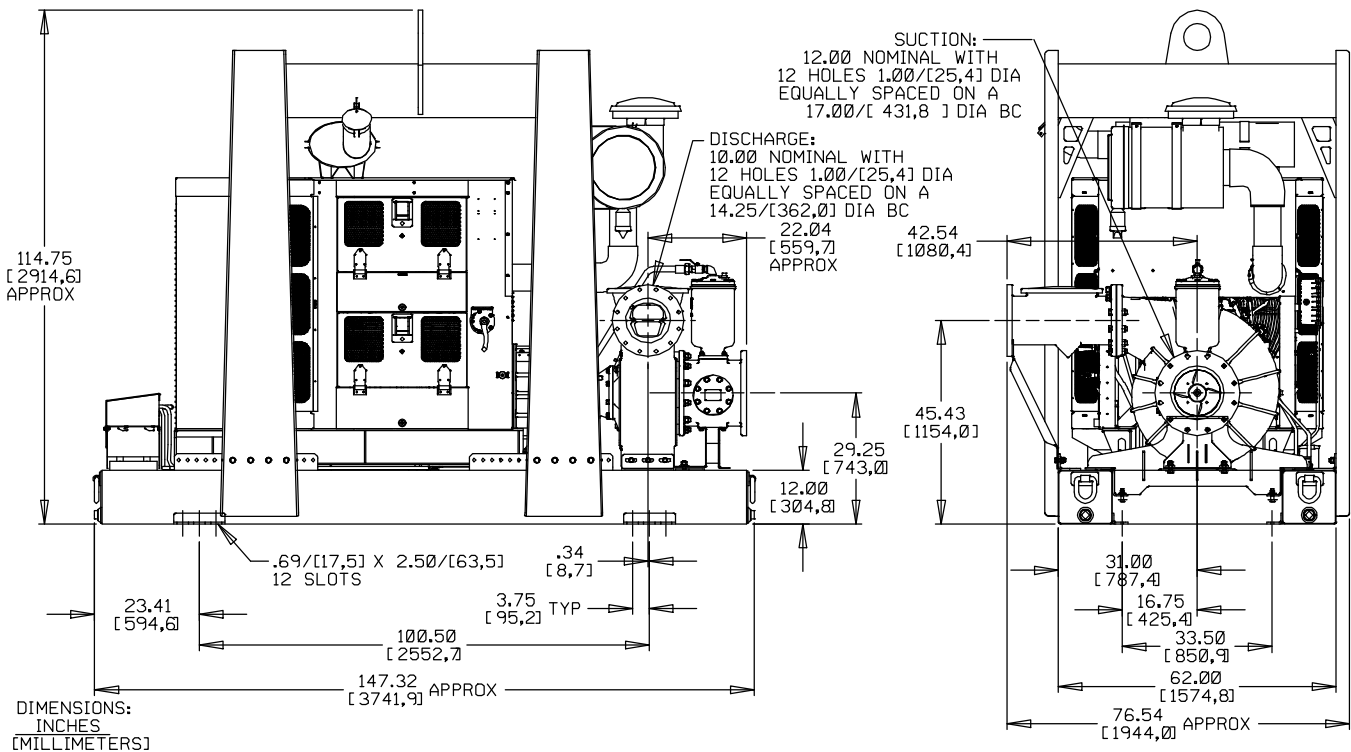 SUCTION:
12.00 NOMINAL WITH
12 HOLES 1.00/[25,4] DIA
EQUALLY SPACED ON A
17.00/[ 431,8 ] DIA BC
DISCHARGE:
10.00 NOMINAL WITH
12 HOLES 1.00/[25,4] DIA
EQUALLY SPACED ON A
14.25/[362,0] DIA BC
22.04
[559,7]
APPROX
42.54
[1080,4]
114.75
[2914,6]
APPROX
45.43
[1154,0]
29.25
[743,0]
12.00
[304,8]
.69/[17,5] X 2.50/[63,5]
12 SLOTS
.34
[8,7]
31.00
[787,4]
23.41
[594,6]
3.75
[95,2] TYP
16.75
[425,4]
100.50
[2552,7]
33.50
[850,9]
147.32
[3741,9] APPROX
62.00
[1574,8]
76.54
[1944,0] APPROX
DIMENSIONS:
INCHES
[MILLIMETERS]